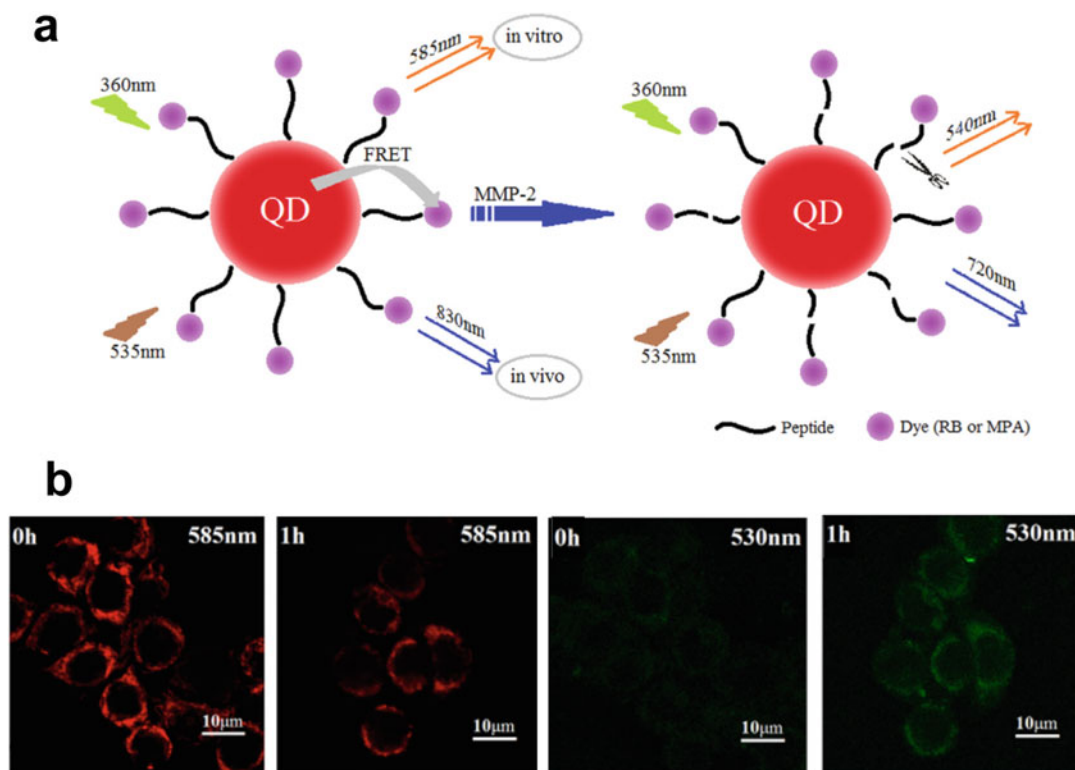 a
585nm
in vitro
360nm
FRET
QD
MMP-2
535nm
830nm
in vivo
360nm
540nm
QD
720nm
535nm
Peptide
Dye (RB or MPA)
b
0h 585nm
10μm
1h 585nm
10μm
0h 530nm
10μm
1h 530nm
10μm